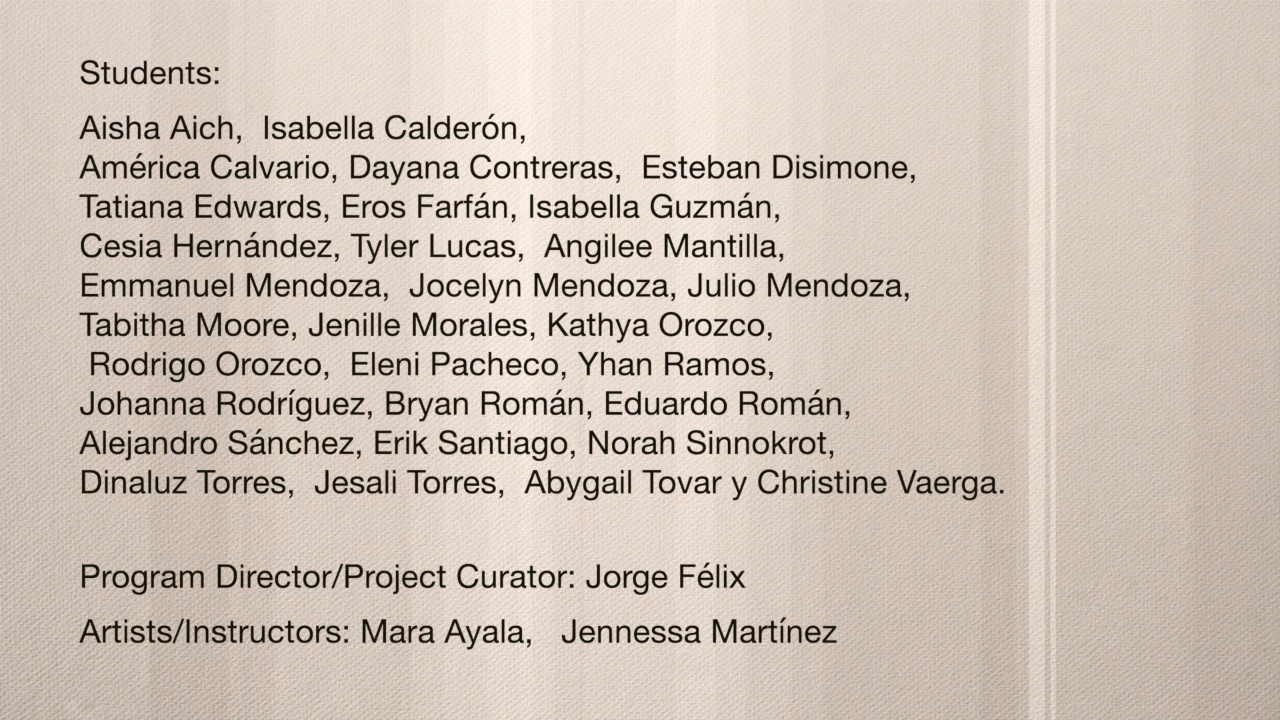 Students:
Aisha Aich, Isabella Calderón,
América Calvario, Dayana Contreras, Esteban Disimone,
Tatiana Edwards, Eros Farfán, Isabella Guzmán,
Cesia Hernández, Tyler Lucas, Angilee Mantilla,
Emmanuel Mendoza, Jocelyn Mendoza, Julio Mendoza,
Tabitha Moore, Jenille Morales, Kathya Orozco,
Rodrigo Orozco, Eleni Pacheco, Yhan Ramos,
Johanna Rodríguez, Bryan Román, Eduardo Román,
Alejandro Sánchez, Erik Santiago, Norah Sinnokrot,
Dinaluz Torres, Jesali Torres, Abygail Tovar y Christine Vaerga.
Program Director/Project Curator: Jorge Félix
Artists/Instructors: Mara Ayala, Jennessa Martínez